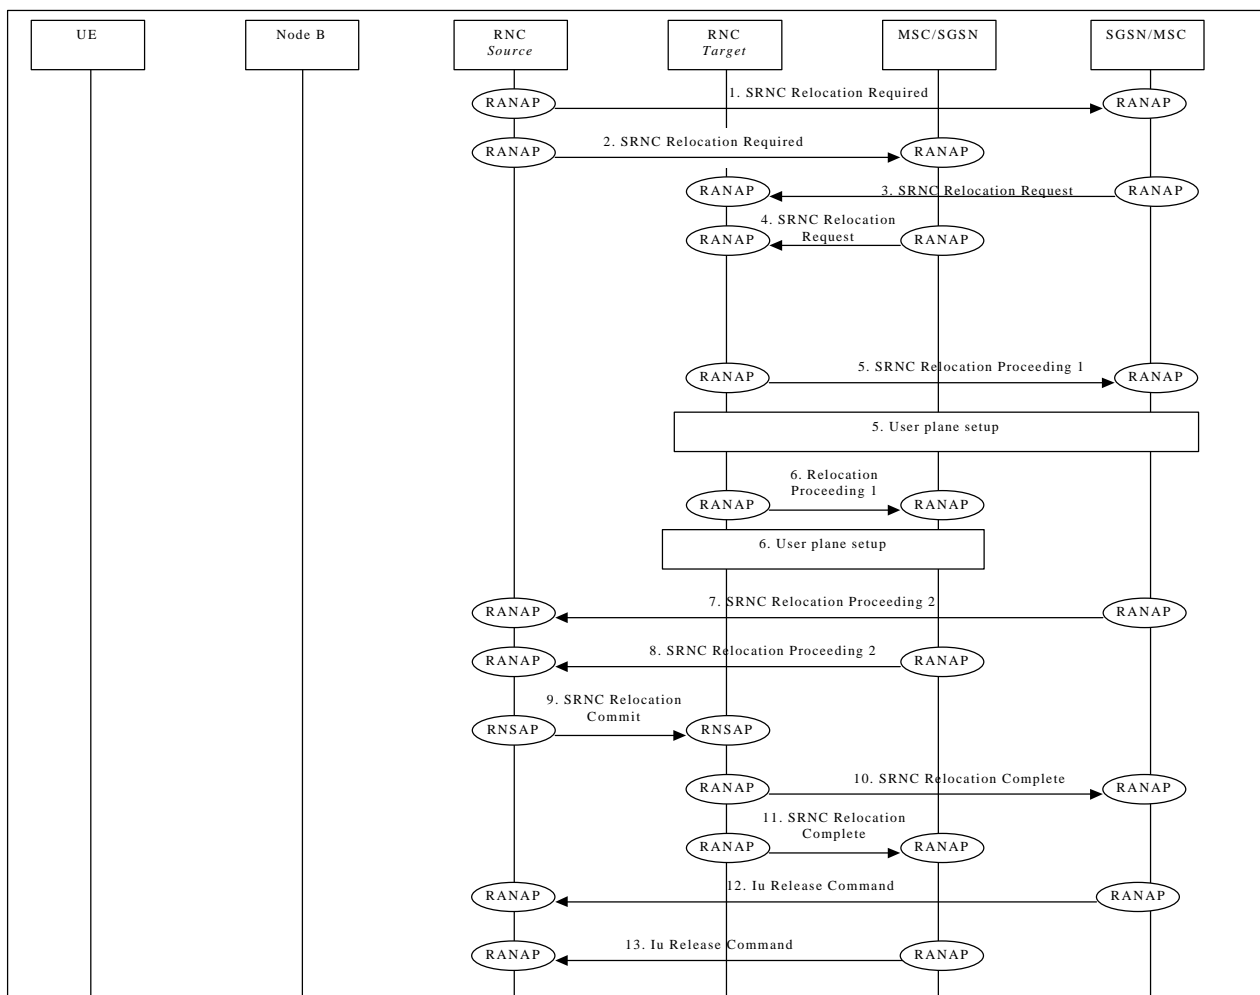 UE
Node B
RNC
Source
RNC
Target
MSC/SGSN
SGSN/MSC
RANAP
1. SRNC Relocation Required
RANAP
RANAP
2. SRNC Relocation Required
RANAP
RANAP
3. SRNC Relocation Request
RANAP
RANAP
4. SRNC Relocation
Request
RANAP
RANAP
5. SRNC Relocation Proceeding 1
RANAP
5. User plane setup
RANAP
6. Relocation
Proceeding 1
RANAP
6. User plane setup
RANAP
7. SRNC Relocation Proceeding 2
RANAP
RANAP
8. SRNC Relocation Proceeding 2
RANAP
RNSAP
9. SRNC Relocation
Commit
RNSAP
RANAP
10. SRNC Relocation Complete
RANAP
RANAP
11. SRNC Relocation
Complete
RANAP
RANAP
12. Iu Release Command
RANAP
RANAP
13. Iu Release Command
RANAP